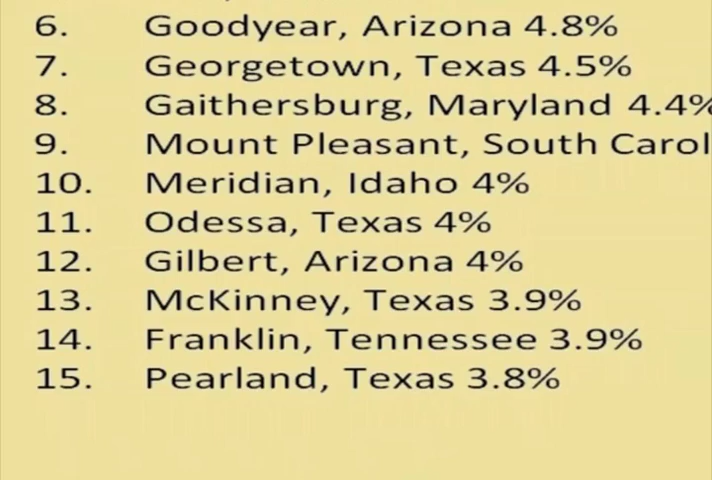 6. Goodyear, Arizona 4.8%
7. Georgetown, Texas 4.5%
8. Gaithersburg, Maryland 4.4%
9. Mount Pleasant, South Carol
10. Meridian, Idaho 4%
11. Odessa, Texas 4%
12. Gilbert, Arizona 4%
13. McKinney, Texas 3.9%
14. Franklin, Tennessee 3.9%
15. Pearland, Texas 3.8%